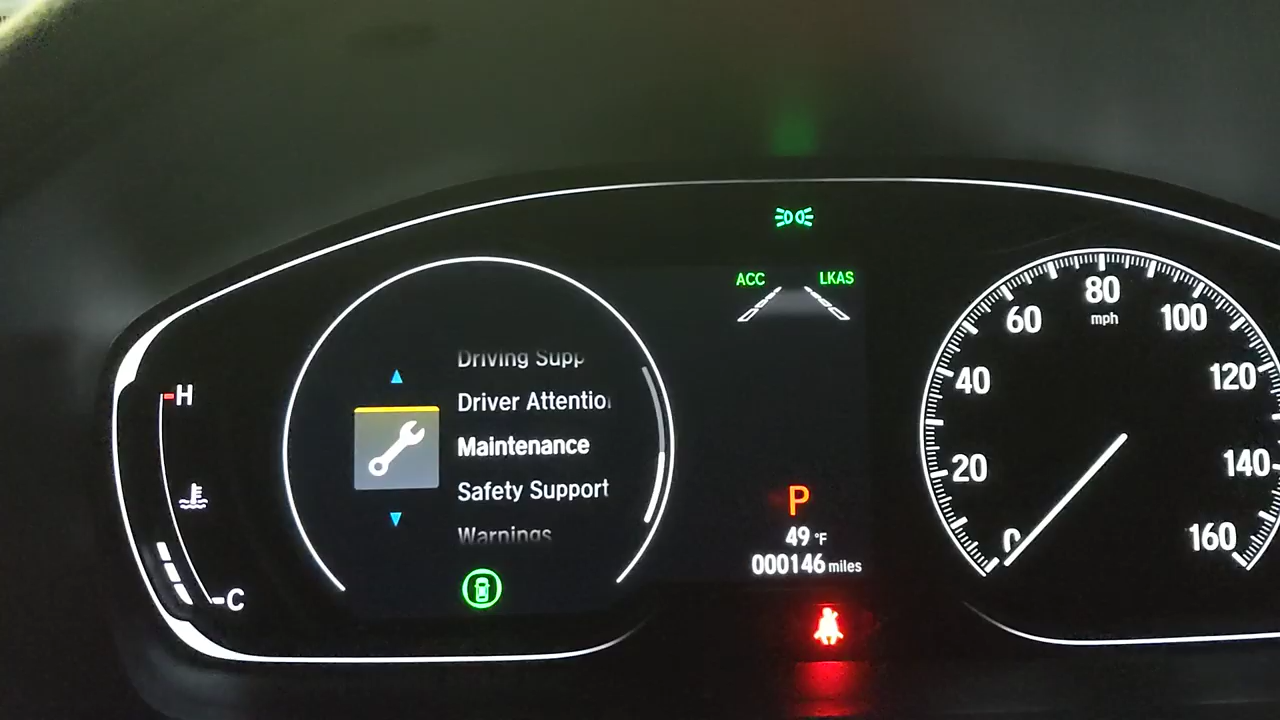 ACC LKAS
H
C
Driving Supp
Driver Attentio
Maintenance
Safety Support
Warnings
P
49 °F
000146 miles
0
20
40
60
80
mph
100
120
140
160